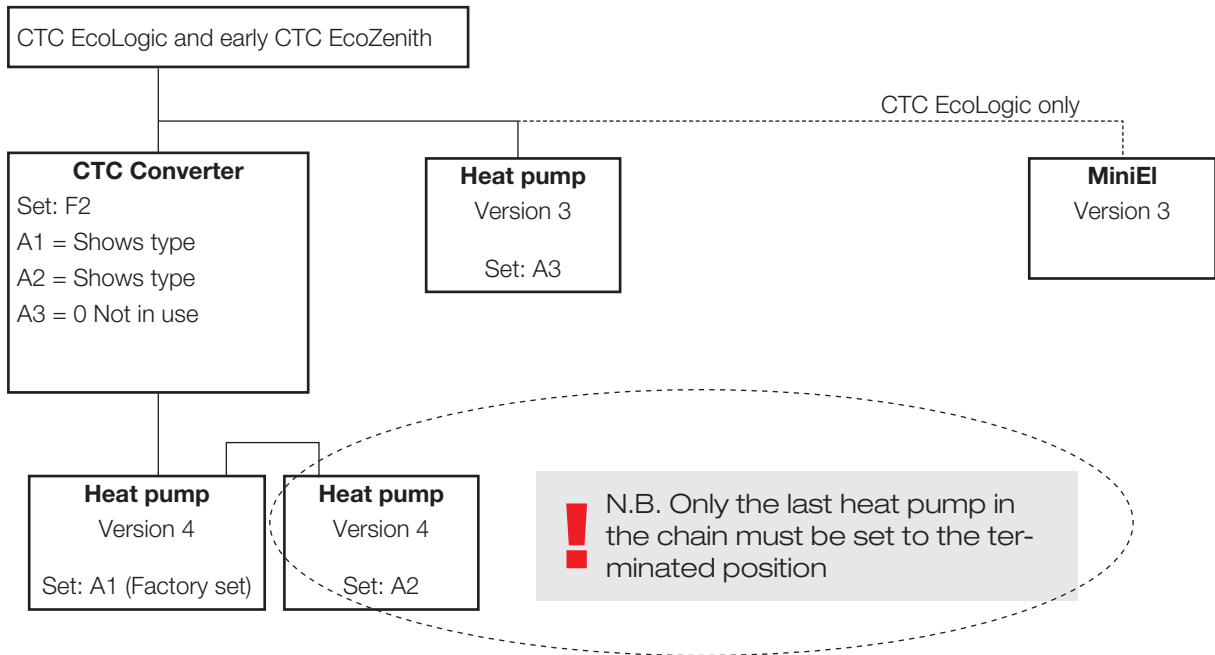 CTC EcoLogic and early CTC EcoZenith
CTC EcoLogic only
CTC Converter
Set: F2
A1 = Shows type
A2 = Shows type
A3 = 0 Not in use
Heat pump
Version 3
Set: A3
MiniEl
Version 3
Heat pump
Version 4
Set: A1 (Factory set)
Heat pump
Version 4
Set: A2
! N.B. Only the last heat pump in
the chain must be set to the ter-
minated position